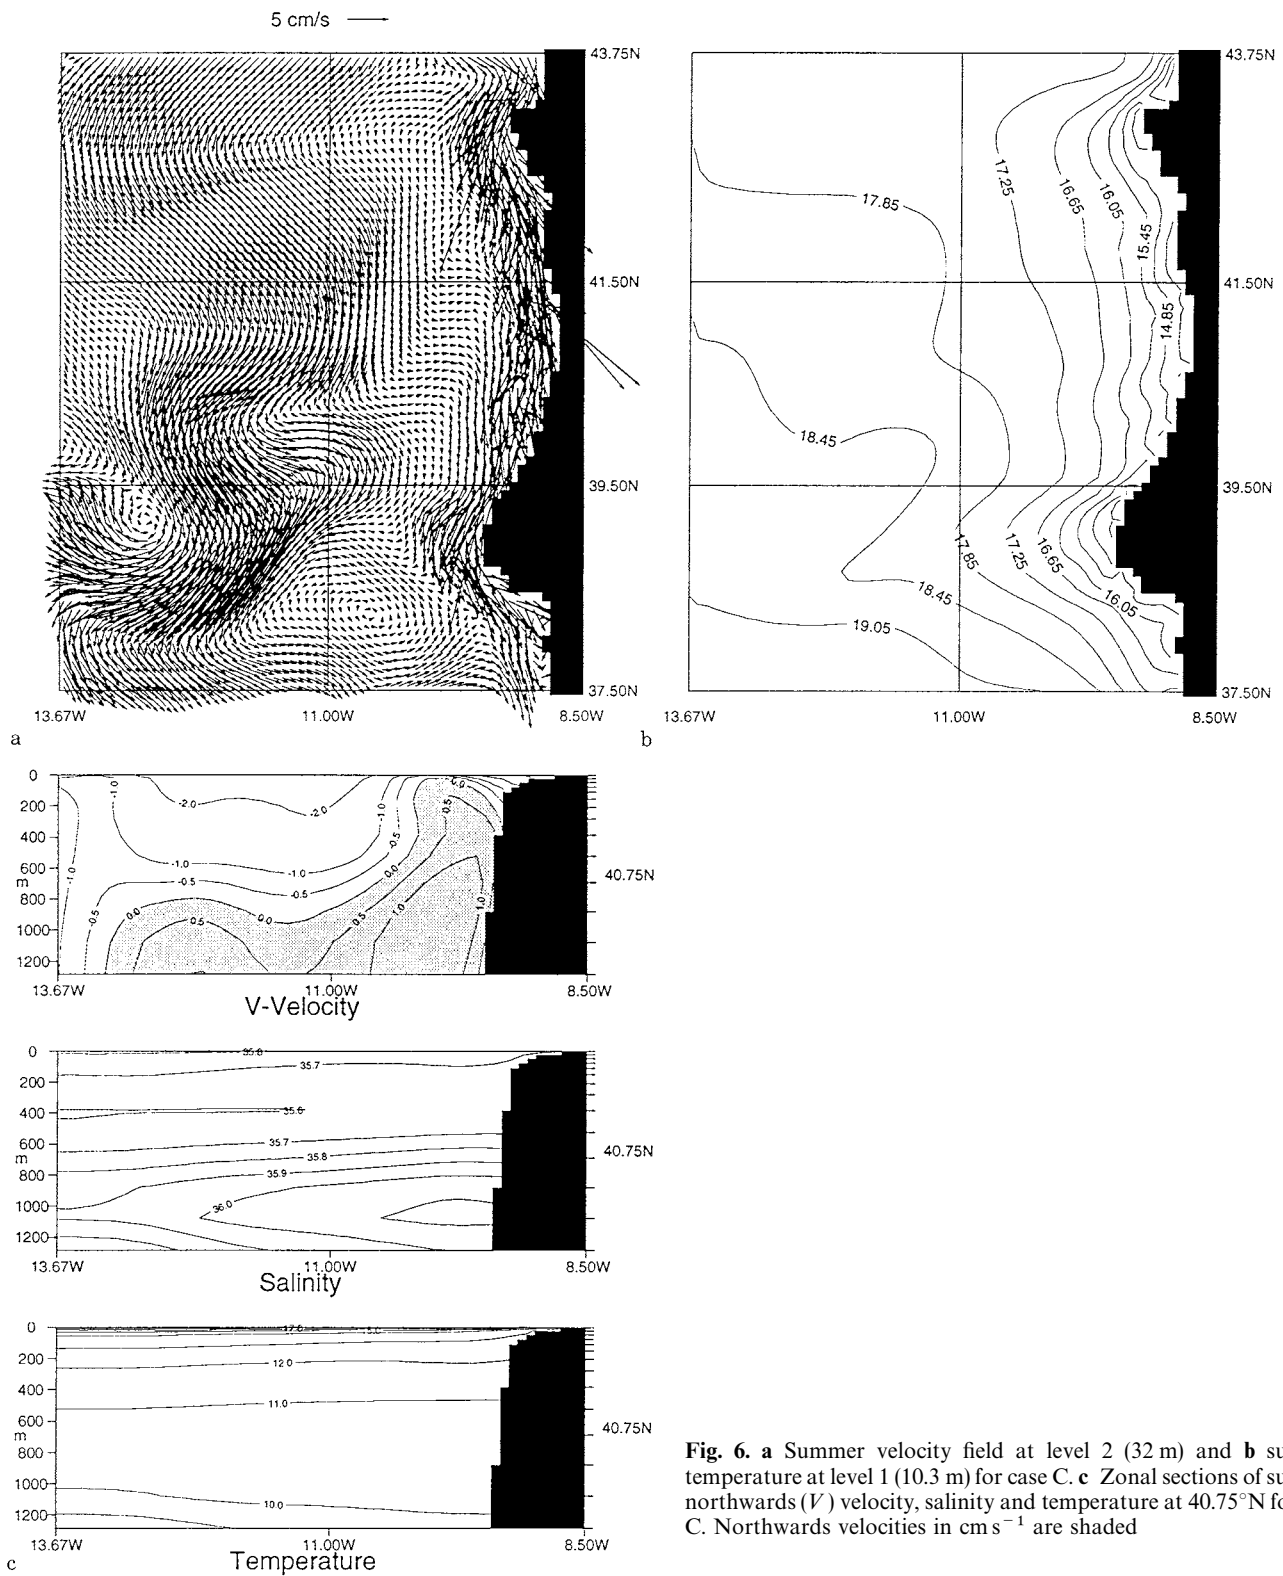 5 cm/s
43.75N
41.50N
39.50N
37.50N
13.67W
11.00W
8.50W
a
43.75N
17.25
16.65
16.05
17.85
15.45
41.50N
14.85
18.45
39.50N
17.85
17.25
16.65
16.05
18.45
19.05
37.50N
13.67W
11.00W
8.50W
b
0
200
400
600
m
800
1000
1200
-1.0
-2.0
-2.0
-1.0
0.0
0.5
-0.5
-1.0
-1.0
-1.0
-0.5
-0.5
0.0
-0.5
0.0
0.5
0.0
0.5
1.0
1.0
40.75N
13.67W
11.00W
8.50W
V-Velocity
0
200
400
600
m
800
1000
1200
35.7
35.6
35.7
35.8
35.9
36.0
40.75N
13.67W
11.00W
8.50W
Salinity
0
200
400
600
m
800
1000
1200
17.0
12.0
11.0
10.0
40.75N
13.67W
11.00W
8.50W
Temperature
c
Fig. 6. a Summer velocity field at level 2 (32 m) and b su
temperature at level 1 (10.3 m) for case C. c Zonal sections of su
northwards (V) velocity, salinity and temperature at 40.75°N fo
C. Northwards velocities in cm s⁻¹ are shaded